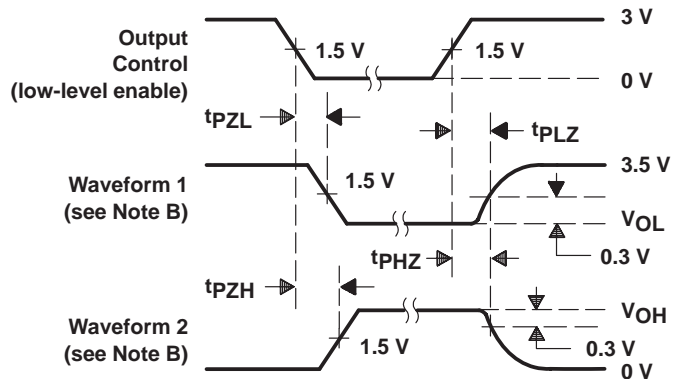 Output
Control
(low-level enable)
3 V
1.5 V
1.5 V
0 V
tPZL
tPLZ
Waveform 1
(see Note B)
3.5 V
1.5 V
VOL
0.3 V
tPHZ
tPZH
VOH
Waveform 2
(see Note B)
1.5 V
0.3 V
0 V